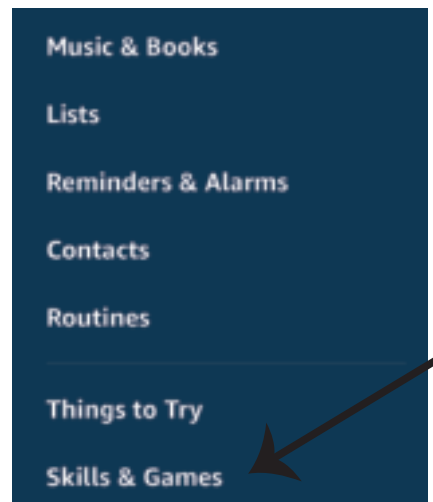 Music & Books
Lists
Reminders & Alarms
Contacts
Routines
Things to Try
Skills & Games